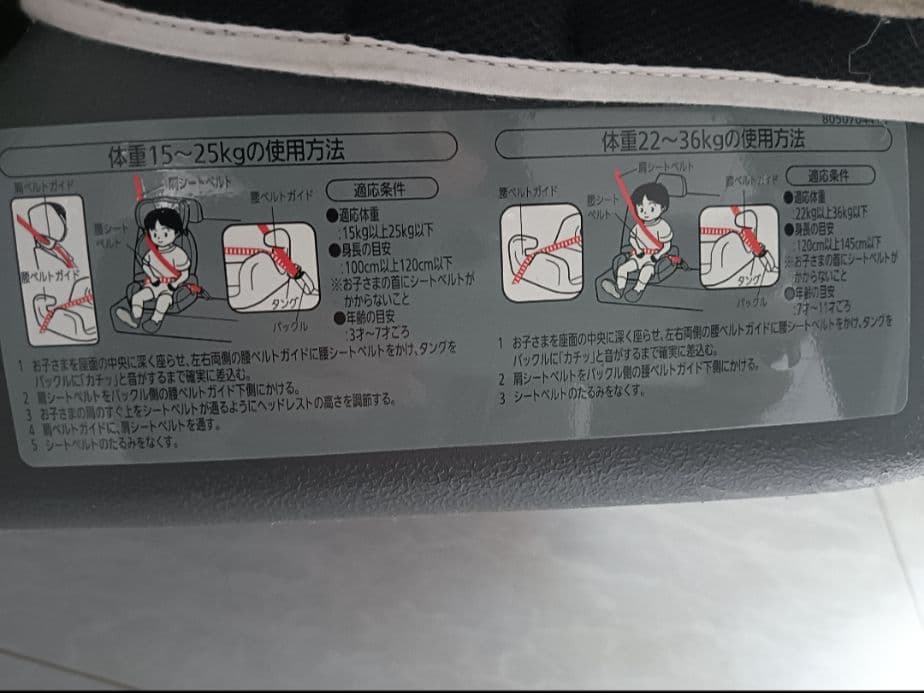 体重15～25kgの使用方法
肩ベルトガイド
肩シートベルト
腰ベルトガイド
腰シート
ベルト
腰ベルトガイド
タング
バックル
適応条件
●適応体重
:15kg以上25kg以下
●身長の目安
:100cm以上120cm以下
※お子さまの首にシートベルトが
かからないこと
●年齢の目安
:3才～7才ごろ
1 お子さまを座面の中央に深く座らせ、左右両側の腰ベルトガイドに腰シートベルトをかけ、タングを
バックルに「カチッ」と音がするまで確実に差込む。
2 肩シートベルトをバックル側の腰ベルトガイド下側にかける。
3 お子さまの肩のすぐ上をシートベルトが通るようにヘッドレストの高さを調節する。
4 肩ベルトガイドに、肩シートベルトを通す。
5 シートベルトのたるみをなくす。
体重22～36kgの使用方法
肩シートベルト
腰ベルトガイド
腰ベルトガイド
腰シート
ベルト
タング
バックル
適応条件
●適応体重
:22kg以上36kg以下
●身長の目安
:120cm以上145cm以下
※お子さまの首にシートベルトが
かからないこと
●年齢の目安
:7才～11才ごろ
1 お子さまを座面の中央に深く座らせ、左右両側の腰ベルトガイドに腰シートベルトをかけ、タングを
バックルに「カチッ」と音がするまで確実に差込む。
2 肩シートベルトをバックル側の腰ベルトガイド下側にかける。
3 シートベルトのたるみをなくす。